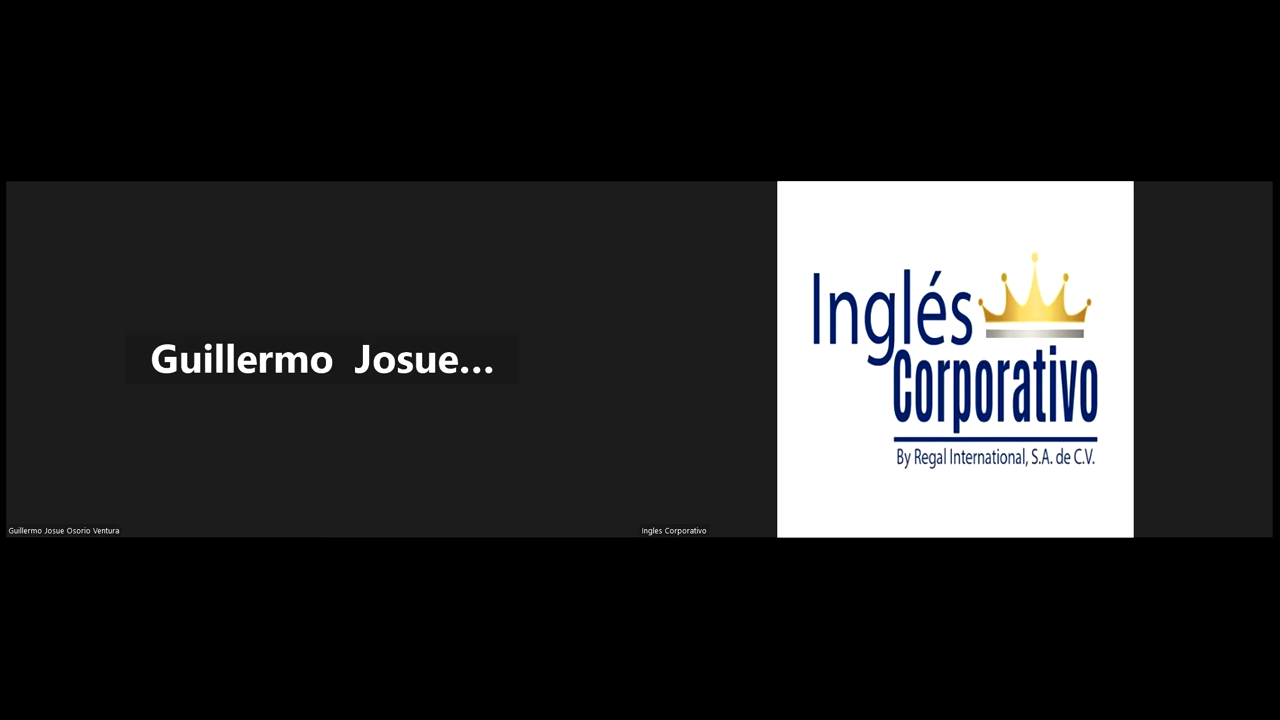 Guillermo  Josue...
Guillermo Josue Osorio Ventura
Inglés
Corporativo
By Regal International, S.A. de C.V.
Ingles Corporativo